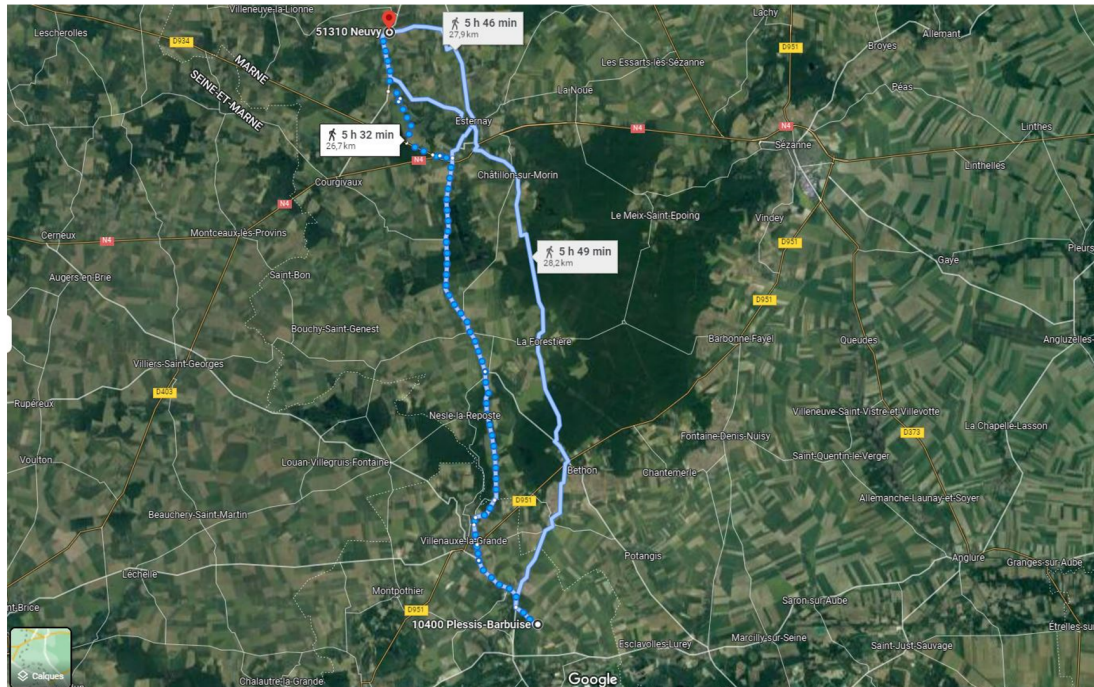 Villeneuve-la-Lionne
Lachy
51310 Neuvy
5 h 46 min
27,9 km
Lescherolles
D934
MARNE
SEINE-ET-MARNE
D951
Broyes
Allemant
Les Essarts-lès-Sézanne
La Noue
Péas
Esternay
5 h 32 min
26,7 km
N4
N4
N4
Linthes
Sézanne
N4
Linthelles
Châtillon-sur-Morin
Courgivaux
N4
Le Meix-Saint-Epoing
Vindey
Cerneux
N4
Montceaux-lès-Provins
D951
Pleurs
5 h 49 min
28,2 km
Gaye
Augers-en-Brie
Saint-Bon
D951
Bouchy-Saint-Genest
La Forestière
Barbonne-Fayel
Queudes
Angluzelles-
Villiers-Saint-Georges
D403
Rupéreux
Nesle-la-Reposte
Villeneuve-Saint-Vistre et Villevotte
La Chapelle-Lasson
D373
Fontaine-Denis-Nuisy
Voulton
Louan-Villegruis-Fontaine
Saint-Quentin-le-Verger
Bethon
Chantemerle
D951
Allemanche-Launay-et-Soyer
Beauchery-Saint-Martin
Villenauxe-la-Grande
Potangis
Anglure
Granges-sur-Aube
Léchelle
Montpothier
Saron-sur-Aube
nt-Brice
D951
10400 Plessis-Barbuise
Étrelles-sur-Aube
Esclavolles-Lurey
Marcilly-sur-Seine
Saint-Just-Sauvage
Calques
Chalautre-la-Grande
Google